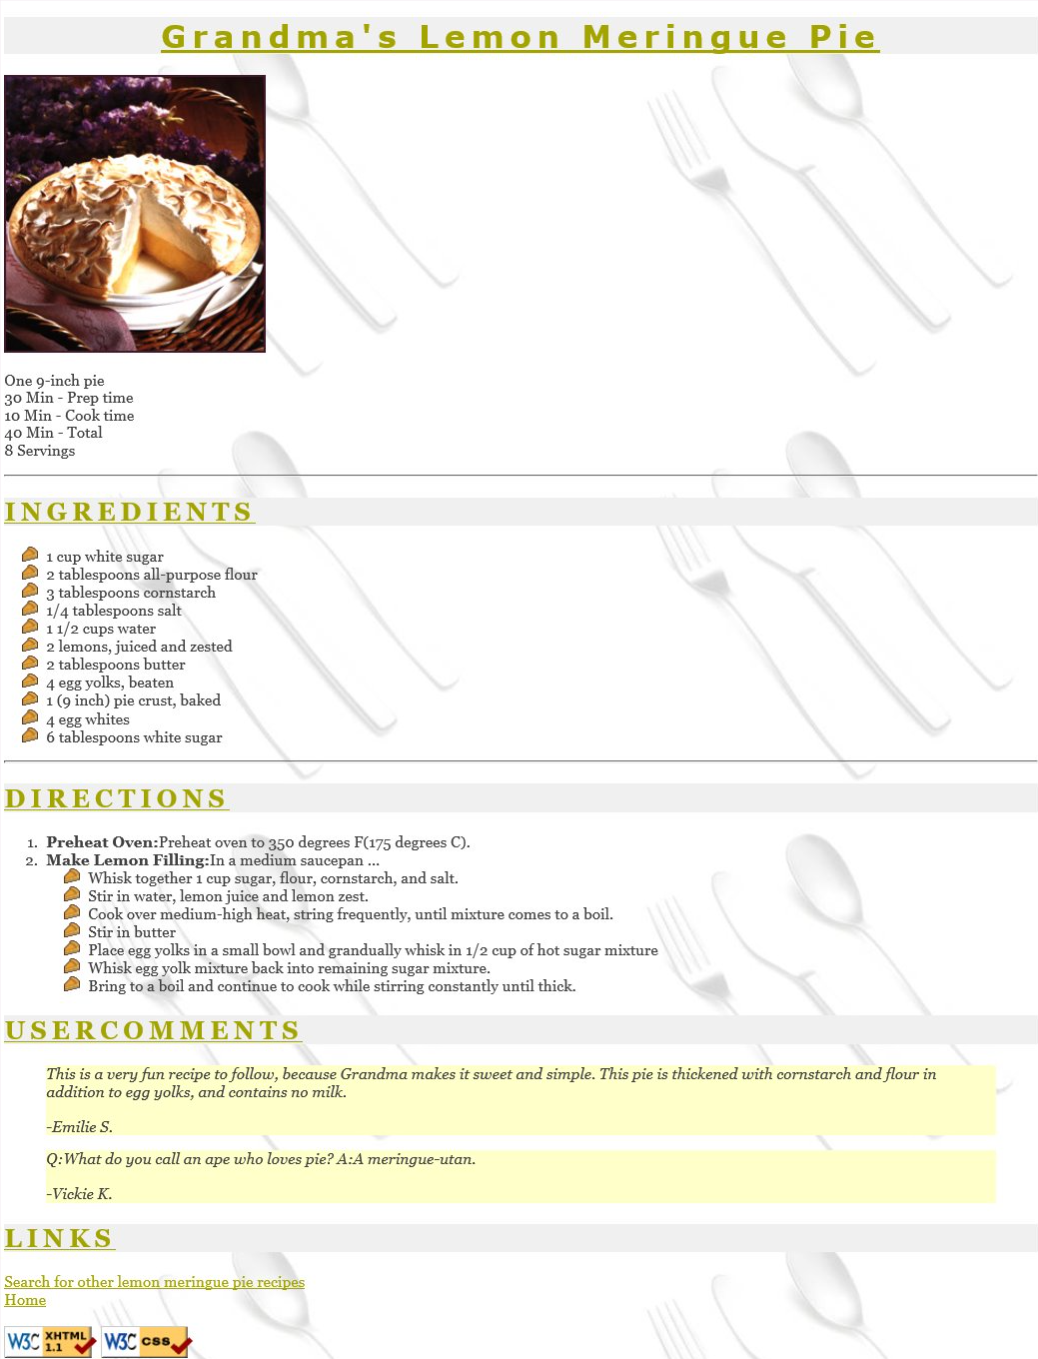 Grandma's Lemon Meringue Pie
One 9-inch pie
30 Min - Prep time
10 Min - Cook time
40 Min - Total
8 Servings
INGREDIENTS
1 cup white sugar
2 tablespoons all-purpose flour
3 tablespoons cornstarch
1/4 tablespoons salt
1 1/2 cups water
2 lemons, juiced and zested
2 tablespoons butter
4 egg yolks, beaten
1 (9 inch) pie crust, baked
4 egg whites
6 tablespoons white sugar
DIRECTIONS
1. Preheat Oven:Preheat oven to 350 degrees F(175 degrees C).
2. Make Lemon Filling:In a medium saucepan ...
Whisk together 1 cup sugar, flour, cornstarch, and salt.
Stir in water, lemon juice and lemon zest.
Cook over medium-high heat, string frequently, until mixture comes to a boil.
Stir in butter
Place egg yolks in a small bowl and grandually whisk in 1/2 cup of hot sugar mixture
Whisk egg yolk mixture back into remaining sugar mixture.
Bring to a boil and continue to cook while stirring constantly until thick.
USERCOMMENTS
This is a very fun recipe to follow, because Grandma makes it sweet and simple. This pie is thickened with cornstarch and flour in
addition to egg yolks, and contains no milk.
-Emilie S.
Q:What do you call an ape who loves pie? A:A meringue-utan.
-Vickie K.
LINKS
Search for other lemon meringue pie recipes
Home
W3C XHTML 1.1 W3C CSS